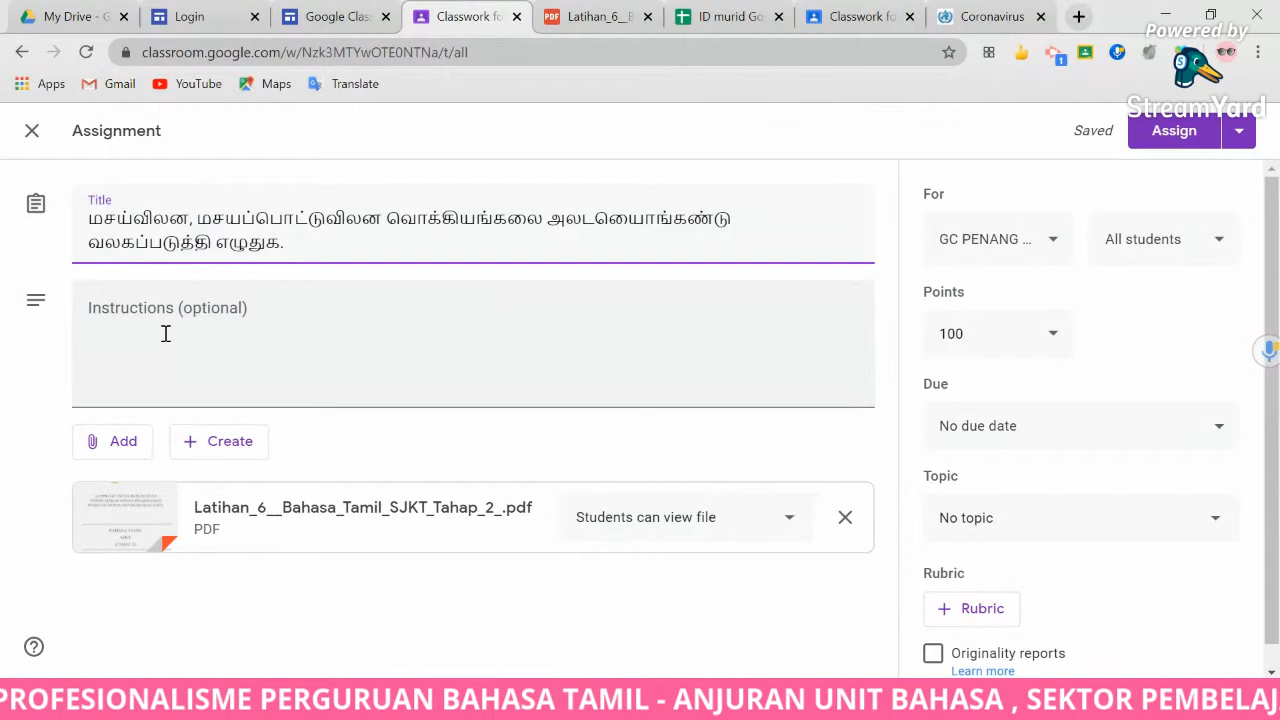 My Drive - G
Login
Google Clas
Classwork fo
Latihan_6__B
ID murid Go
Classwork fo
Coronavirus
classroom.google.com/w/Nzk3MTYwOTE0NTNa/t/all
1
Apps
Gmail
YouTube
Maps
Translate
Powered by
StreamYard
Assignment
Saved
Assign
Title
மசய்விலன, மசயப்பொட்டுவிலன வொக்கியங்கலை அலடயைொங்கண்டு
வலகப்படுத்தி எழுதுக.
Instructions (optional)
Add
Create
Latihan_6__Bahasa_Tamil_SJKT_Tahap_2_.pdf
PDF
Students can view file
For
GC PENANG ...
All students
Points
100
Due
No due date
Topic
No topic
Rubric
Rubric
Originality reports
Learn more
PROFESIONALISME PERGURUAN BAHASA TAMIL - ANJURAN UNIT BAHASA , SEKTOR PEMBELAJ